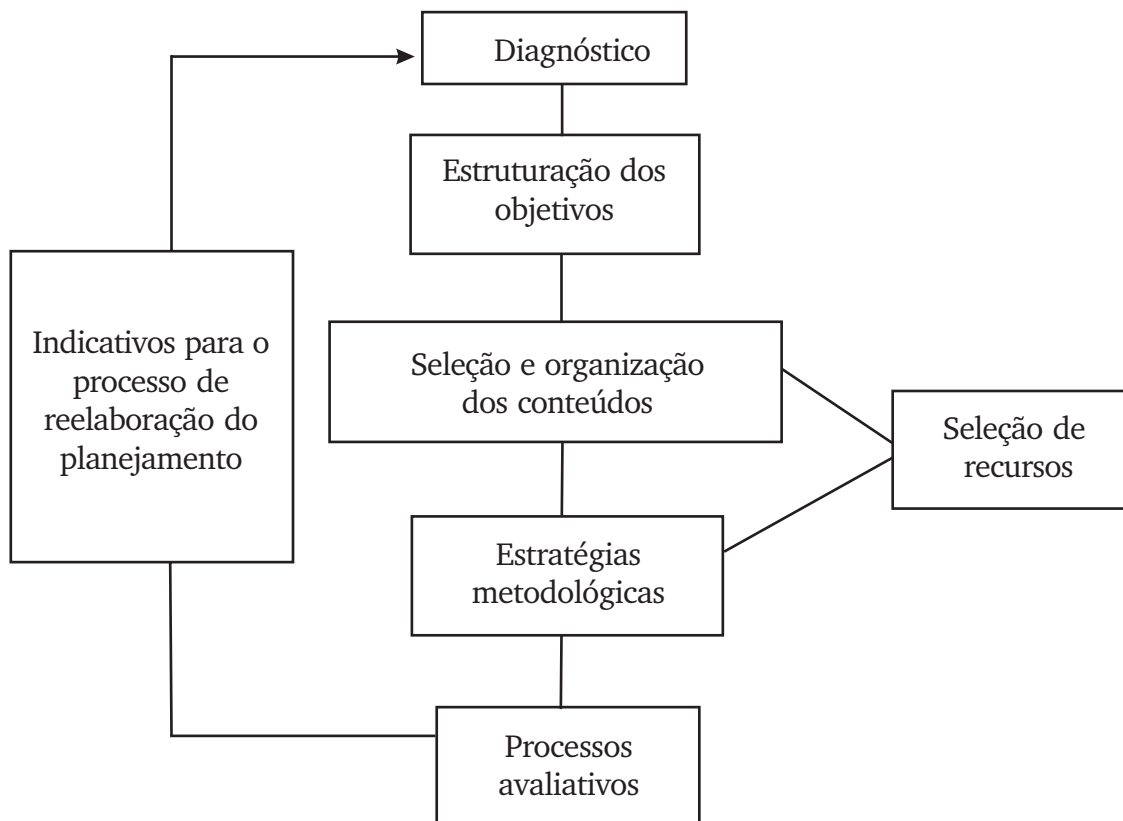 Diagnóstico
Estruturação dos
objetivos
Indicativos para o
processo de
reelaboração do
planejamento
Seleção e organização
dos conteúdos
Seleção de
recursos
Estratégias
metodológicas
Processos
avaliativos